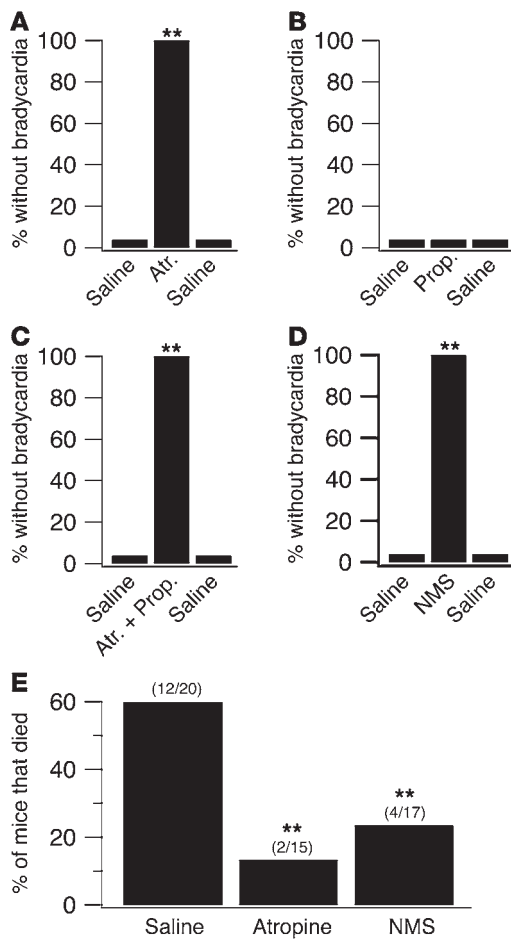 A
% without bradycardia
100
80
60
40
20
0
**
Saline
Atr.
Saline
B
% without bradycardia
100
80
60
40
20
0
Saline
Prop.
Saline
C
% without bradycardia
100
80
60
40
20
0
**
Saline
Atr. + Prop.
Saline
D
% without bradycardia
100
80
60
40
20
0
**
Saline
NMS
Saline
E
% of mice that died
60
40
20
0
(12/20)
**
(2/15)
**
(4/17)
Saline
Atropine
NMS